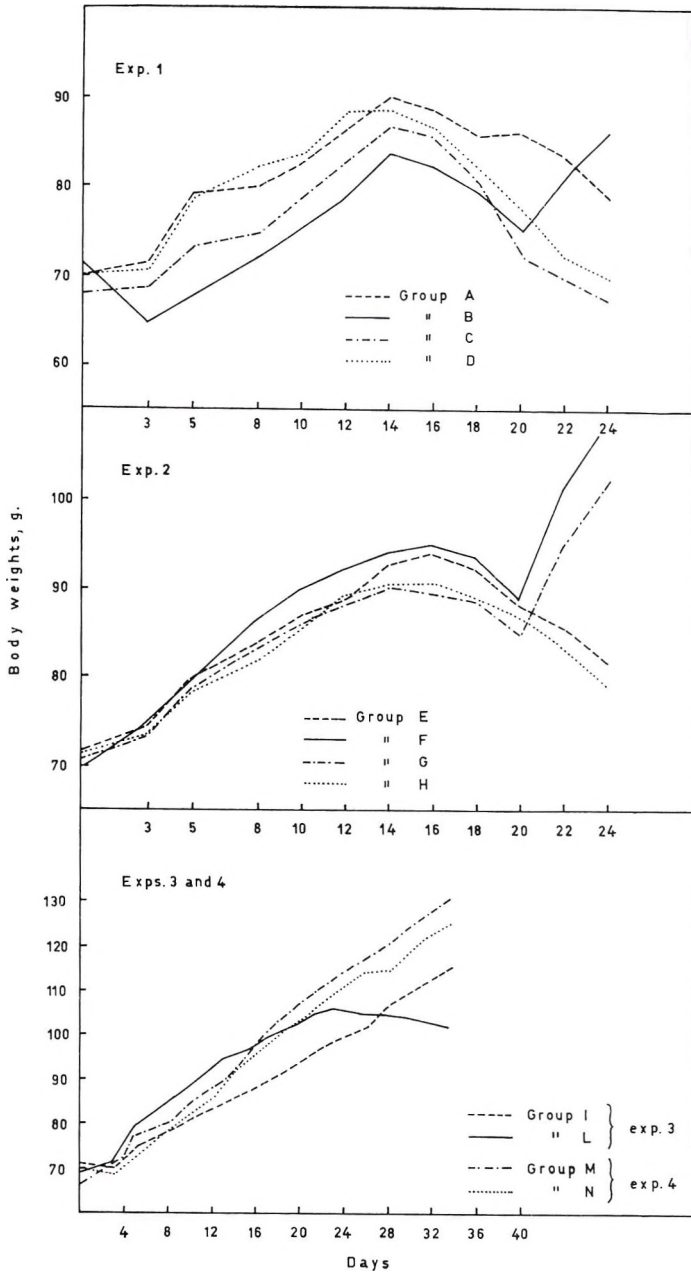 Exp. 1
90
80
70
60
Group A
" B
" C
" D
3 5 8 10 12 14 16 18 20 22 24
Exp. 2
100
90
80
70
Group E
" F
" G
" H
3 5 8 10 12 14 16 18 20 22 24
Body weights, g.
Exps. 3 and 4
130
120
110
100
90
80
70
Group I
" L
} exp. 3
Group M
" N
} exp. 4
4 8 12 16 20 24 28 32 36 40
Days